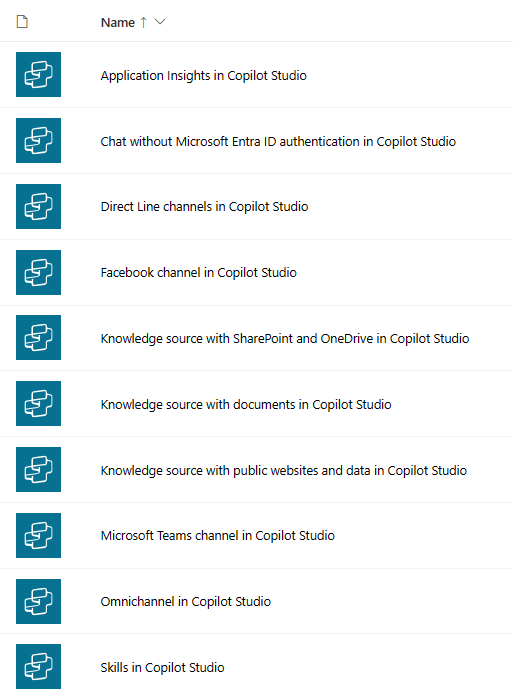 Name
Application Insights in Copilot Studio
Chat without Microsoft Entra ID authentication in Copilot Studio
Direct Line channels in Copilot Studio
Facebook channel in Copilot Studio
Knowledge source with SharePoint and OneDrive in Copilot Studio
Knowledge source with documents in Copilot Studio
Knowledge source with public websites and data in Copilot Studio
Microsoft Teams channel in Copilot Studio
Omnichannel in Copilot Studio
Skills in Copilot Studio